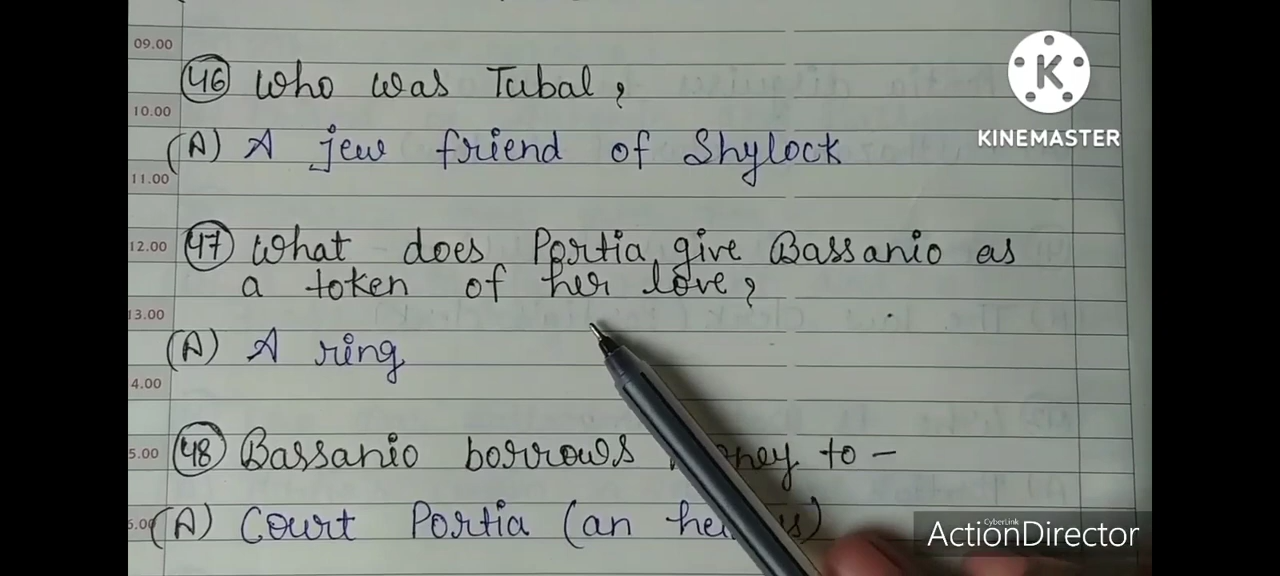 09.00
46 Who was Tubal?
10.00
(A) A jew friend of Shylock
11.00
12.00 47 What does Portia give Bassanio as
a token of her love?
13.00
(A) A ring
4.00
5.00 48 Bassanio borrows to -
6.00 (A) Court Portia (an
K
KINEMASTER
CyberLink
ActionDirector